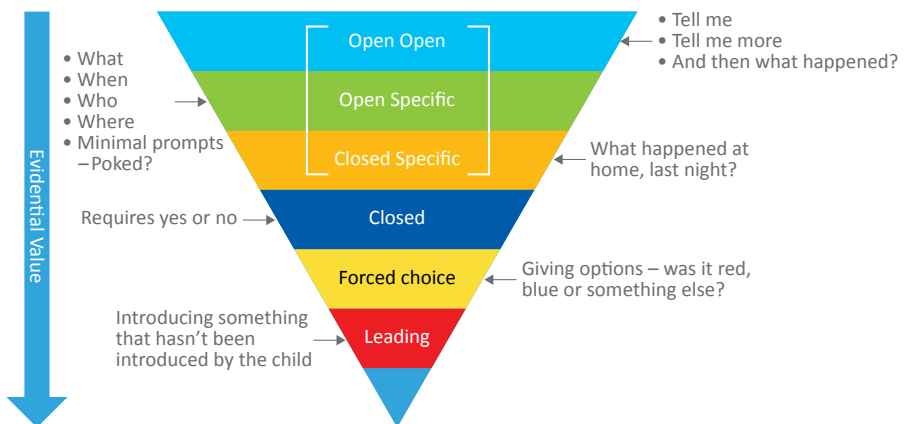 Evidential Value
• What
• When
• Who
• Where
• Minimal prompts
–Poked?
Requires yes or no
Introducing something
that hasn't been
introduced by the child
Open Open
Open Specific
Closed Specific
Closed
Forced choice
Leading
• Tell me
• Tell me more
• And then what happened?
What happened at
home, last night?
Giving options – was it red,
blue or something else?